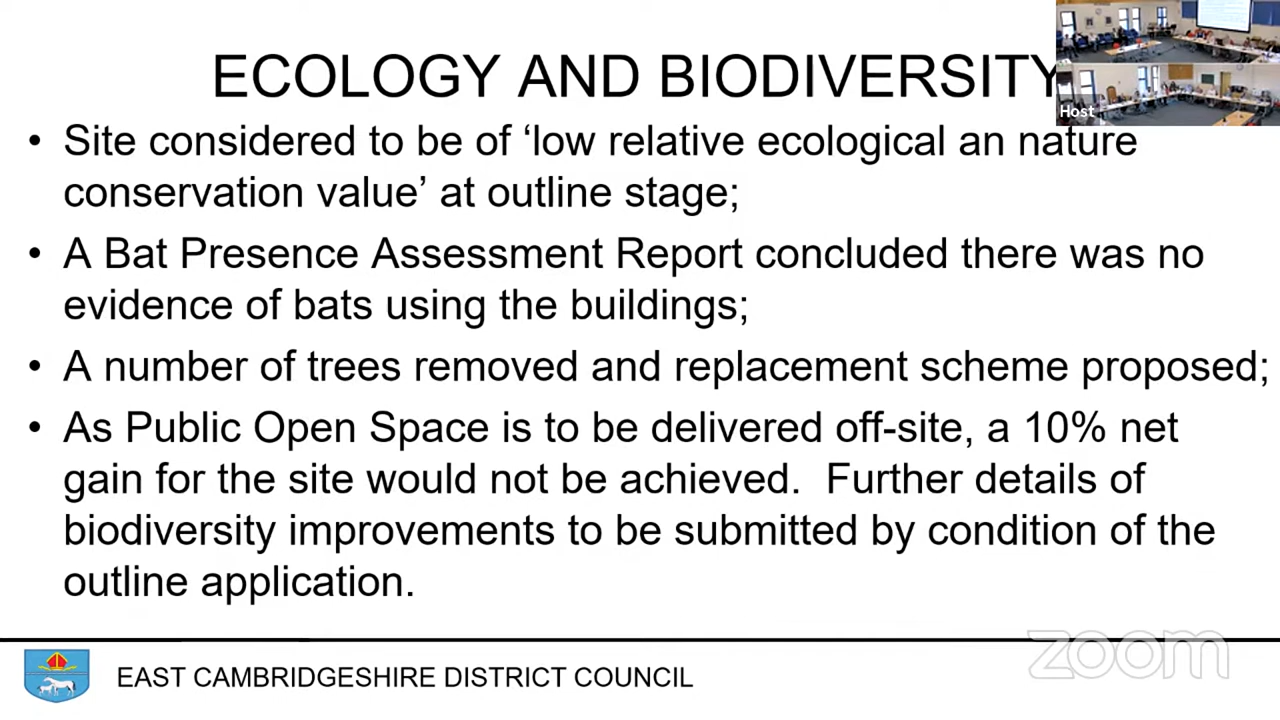 ECOLOGY AND BIODIVERSITY
Host
• Site considered to be of ‘low relative ecological an nature
conservation value’ at outline stage;
• A Bat Presence Assessment Report concluded there was no
evidence of bats using the buildings;
• A number of trees removed and replacement scheme proposed;
• As Public Open Space is to be delivered off-site, a 10% net
gain for the site would not be achieved.  Further details of
biodiversity improvements to be submitted by condition of the
outline application.
EAST CAMBRIDGESHIRE DISTRICT COUNCIL
zoom